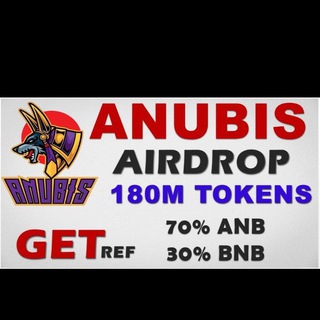 ANUBIS
AIRDROP
180M TOKENS
ANUBIS
70% ANB
GET REF
30% BNB